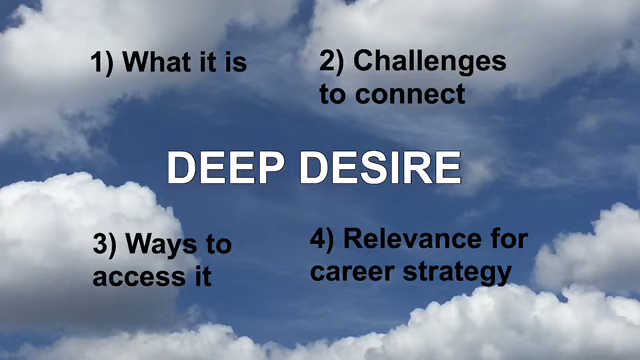 1) What it is
2) Challenges
to connect
DEEP DESIRE
3) Ways to
access it
4) Relevance for
career strategy